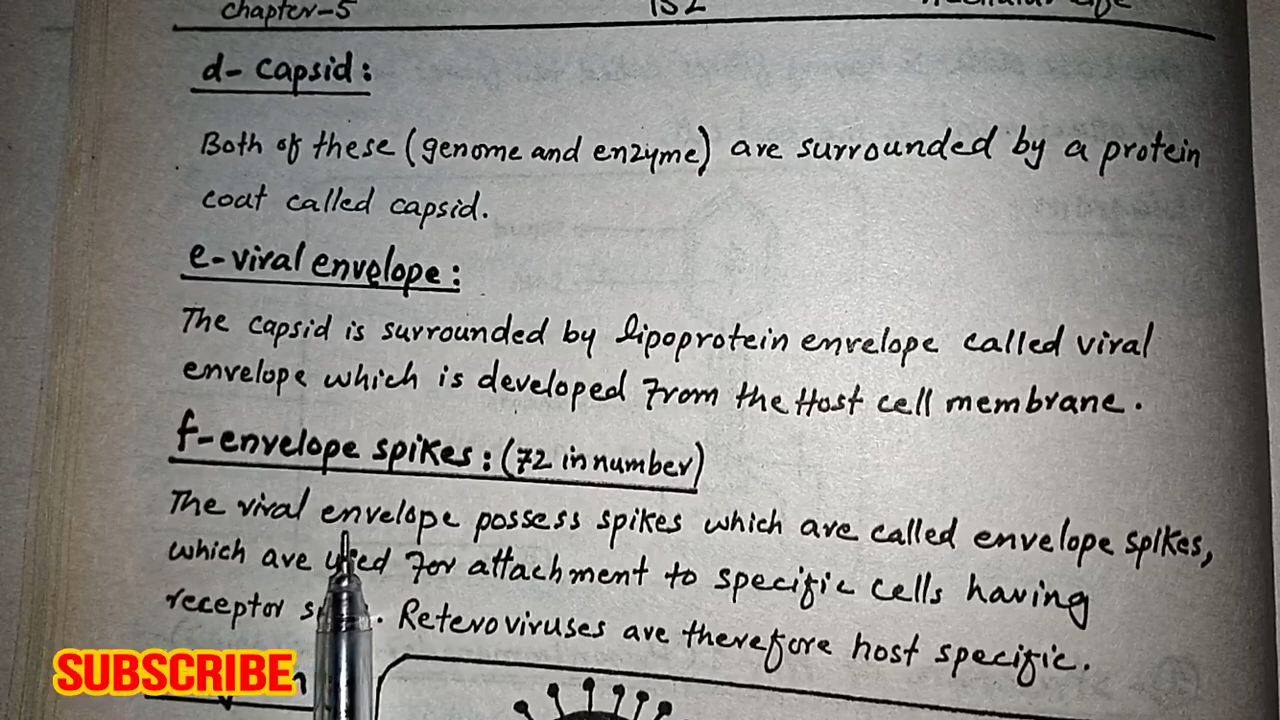 chapter-5
152
d- capsid:
Both of these (genome and enzyme) are surrounded by a protein
coat called capsid.
e-viral envelope:
The capsid is surrounded by lipoprotein envelope called viral
envelope which is developed from the Host cell membrane.
f-envelope spikes: (72 in number)
The viral envelope possess spikes which are called envelope spikes,
which are used for attachment to specific cells having
receptor . Reteroviruses are therefore host specific.
SUBSCRIBE